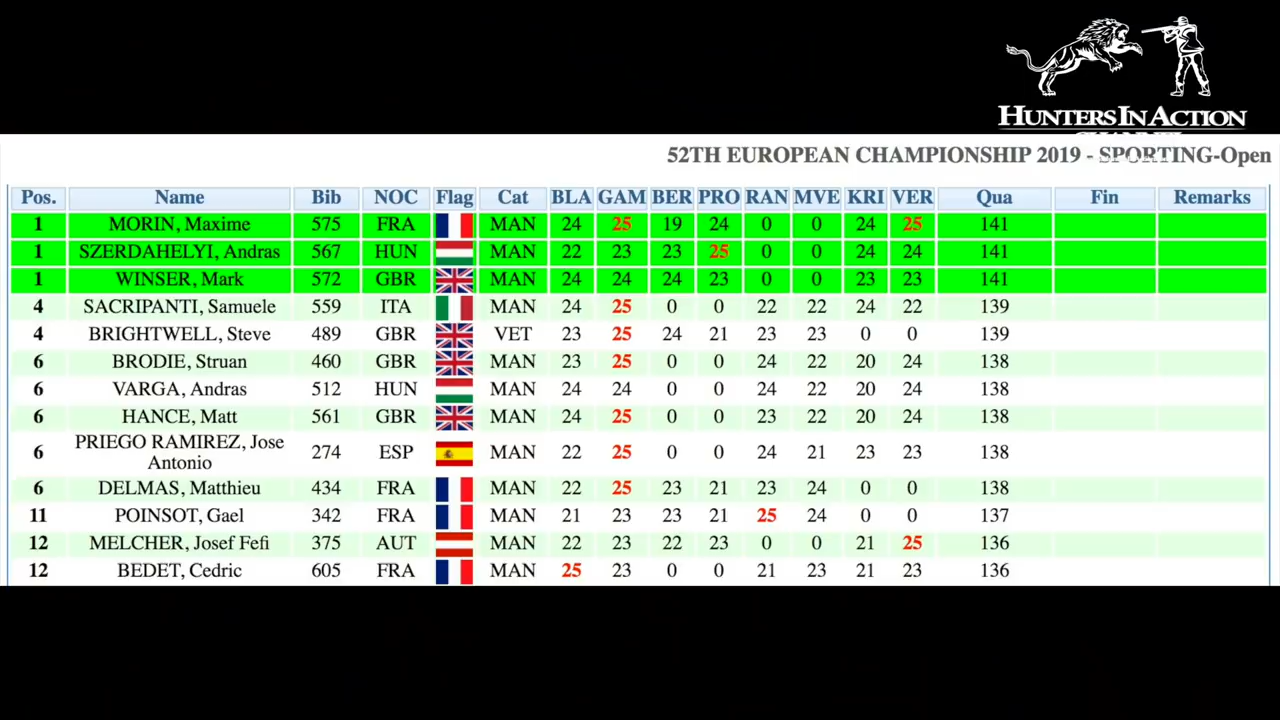 HUNTERS IN ACTION
CHANNEL
52TH EUROPEAN CHAMPIONSHIP 2019 - SPORTING-Open
Pos. Name Bib NOC Flag Cat BLA GAM BER PRO RAN MVE KRI VER Qua Fin Remarks
1 MORIN, Maxime 575 FRA MAN 24 25 19 24 0 0 24 25 141
1 SZERDAHELYI, Andras 567 HUN MAN 22 23 23 25 0 0 24 24 141
1 WINSER, Mark 572 GBR MAN 24 24 24 23 0 0 23 23 141
4 SACRIPANTI, Samuele 559 ITA MAN 24 25 0 0 22 22 24 22 139
4 BRIGHTWELL, Steve 489 GBR VET 23 25 24 21 23 23 0 0 139
6 BRODIE, Struan 460 GBR MAN 23 25 0 0 24 22 20 24 138
6 VARGA, Andras 512 HUN MAN 24 24 0 0 24 22 20 24 138
6 HANCE, Matt 561 GBR MAN 24 25 0 0 23 22 20 24 138
6 PRIEGO RAMIREZ, Jose
Antonio 274 ESP MAN 22 25 0 0 24 21 23 23 138
6 DELMAS, Matthieu 434 FRA MAN 22 25 23 21 23 24 0 0 138
11 POINSOT, Gael 342 FRA MAN 21 23 23 21 25 24 0 0 137
12 MELCHER, Josef Fefi 375 AUT MAN 22 23 22 23 0 0 21 25 136
12 BEDET, Cedric 605 FRA MAN 25 23 0 0 21 23 21 23 136